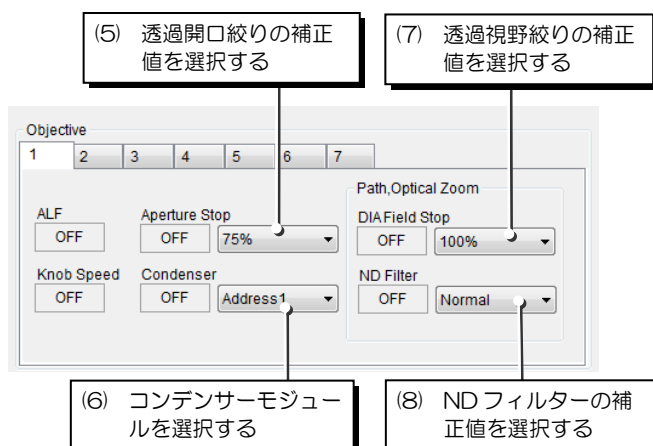 (5) 透過開口絞りの補正
値を選択する
(7) 透過視野絞りの補正
値を選択する
Objective
1 2 3 4 5 6 7
Path,Optical Zoom
ALF Aperture Stop DIA Field Stop
OFF OFF 75% OFF 100%
Knob Speed Condenser ND Filter
OFF OFF Address1 OFF Normal
(6) コンデンサーモジュー
ルを選択する
(8) ND フィルターの補
正値を選択する